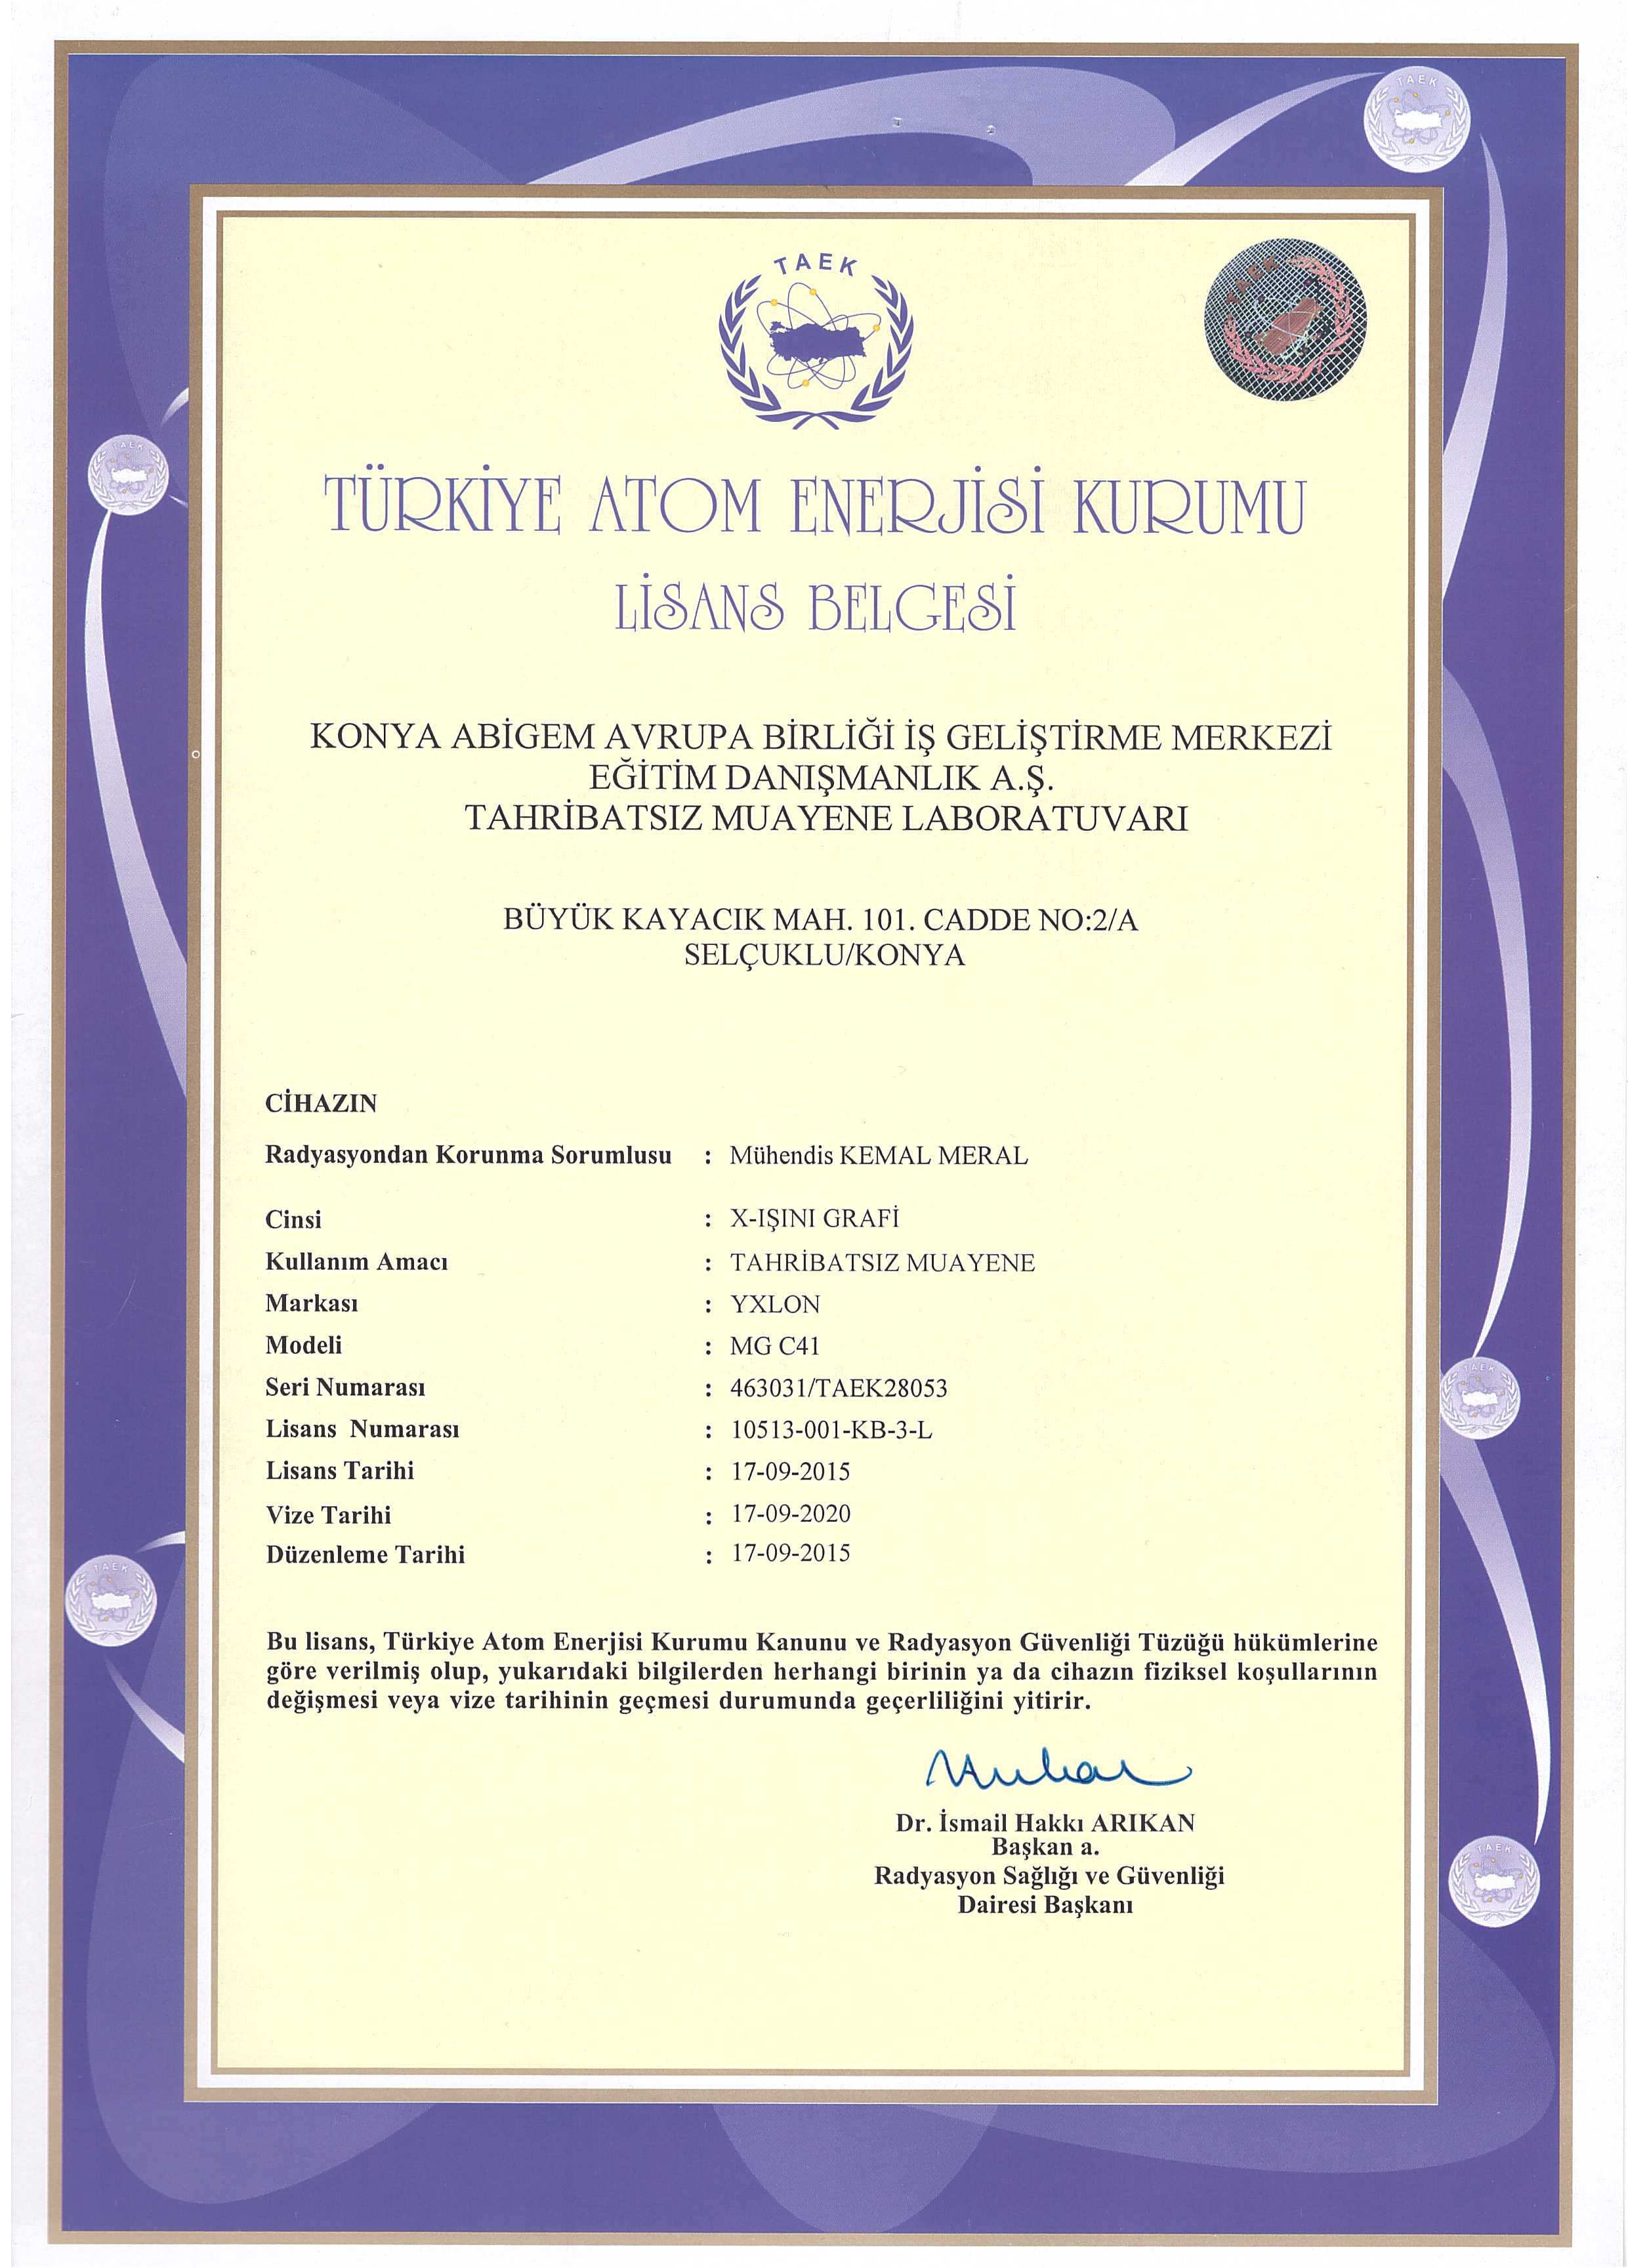 TAEK
TAEK
TAEK
TÜRKİYE ATOM ENERJİSİ KURUMU
LİSANS BELGESİ
TAEK
KONYA ABİGEM AVRUPA BİRLİĞİ İŞ GELİŞTİRME MERKEZİ
EĞİTİM DANIŞMANLIK A.Ş.
TAHRİBATSIZ MUAYENE LABORATUVARI
BÜYÜK KAYACIK MAH. 101. CADDE NO:2/A
SELÇUKLU/KONYA
CİHAZIN
Radyasyondan Korunma Sorumlusu : Mühendis KEMAL MERAL
Cinsi : X-IŞINI GRAFİ
Kullanım Amacı : TAHRİBATSIZ MUAYENE
Markası : YXLON
Modeli : MG C41
Seri Numarası : 463031/TAEK28053
TAEK
Lisans Numarası : 10513-001-KB-3-L
Lisans Tarihi : 17-09-2015
Vize Tarihi : 17-09-2020
Düzenleme Tarihi : 17-09-2015
TAEK
Bu lisans, Türkiye Atom Enerjisi Kurumu Kanunu ve Radyasyon Güvenliği Tüzüğü hükümlerine
göre verilmiş olup, yukarıdaki bilgilerden herhangi birinin ya da cihazın fiziksel koşullarının
değişmesi veya vize tarihinin geçmesi durumunda geçerliliğini yitirir.
Dr. İsmail Hakkı ARIKAN
Başkan a.
Radyasyon Sağlığı ve Güvenliği
Dairesi Başkanı
TAEK